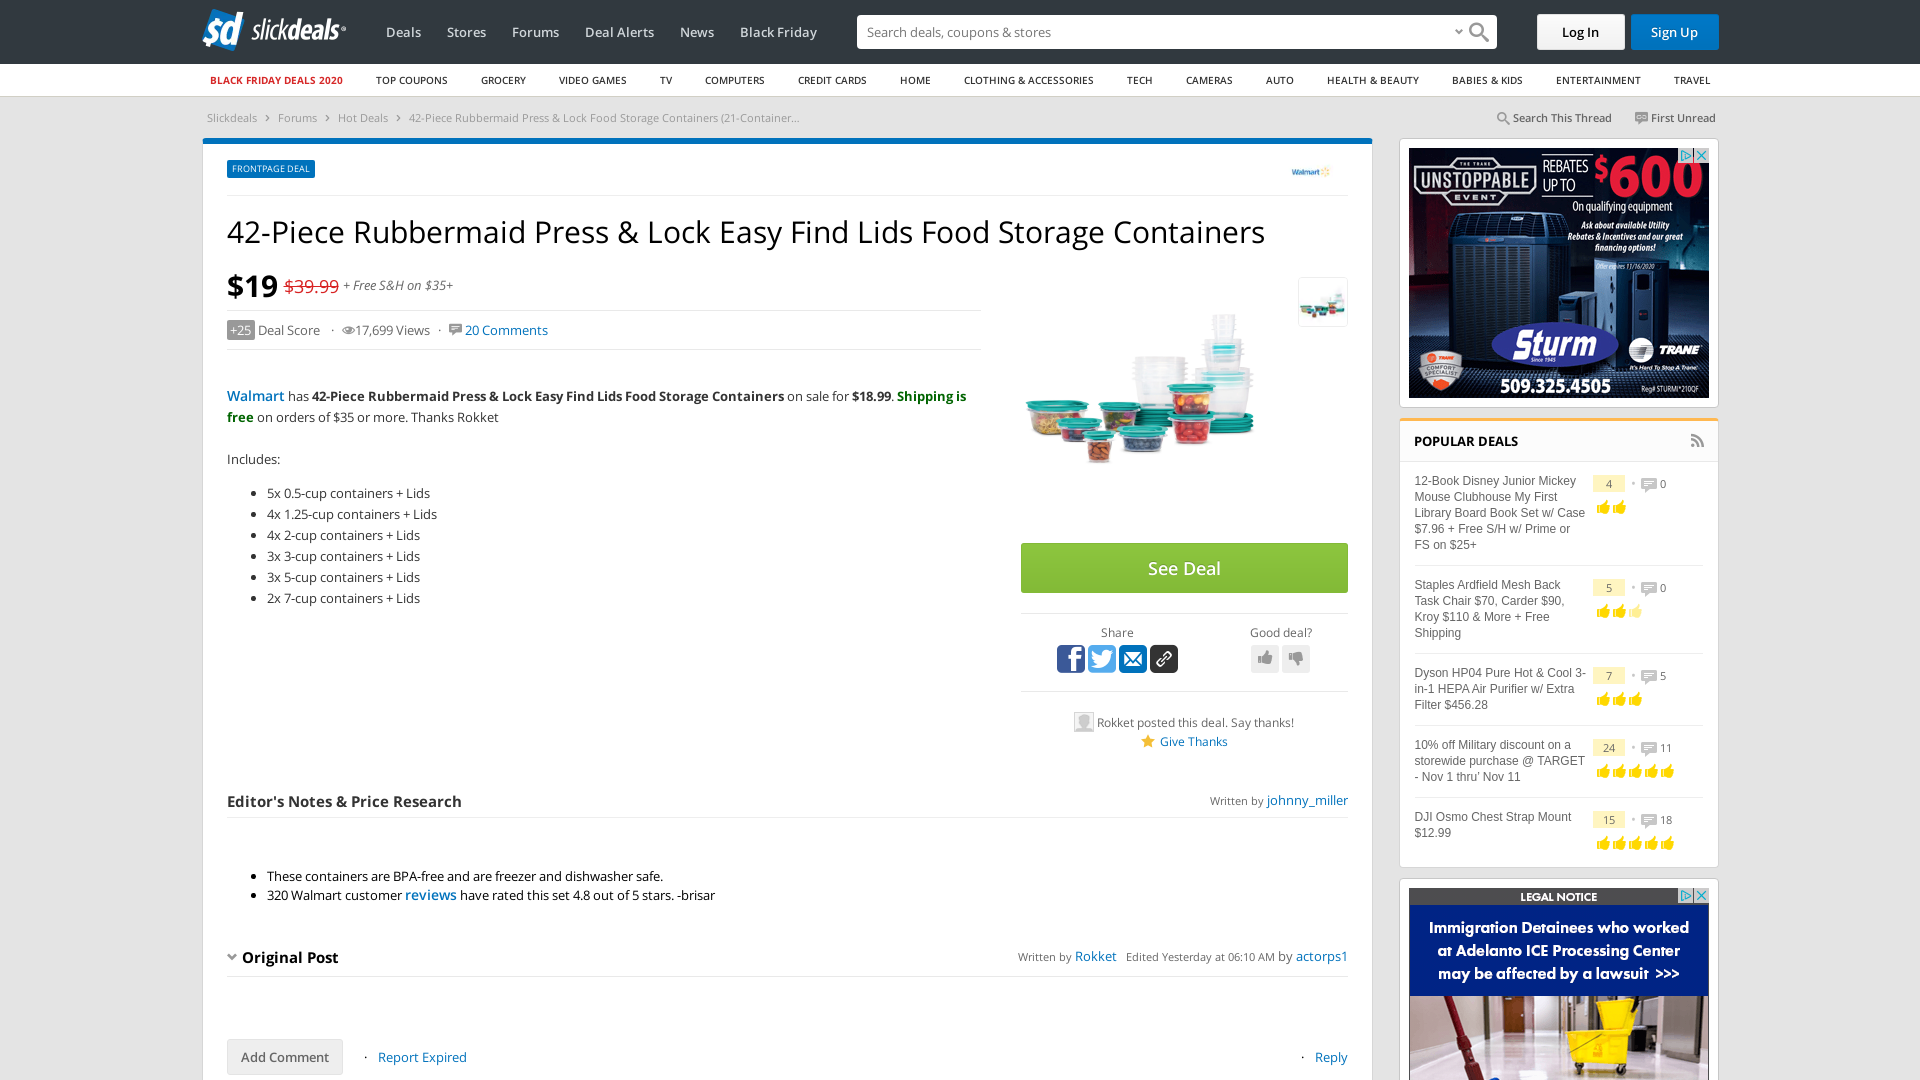 slickdeals
Deals
Stores
Forums
Deal Alerts
News
Black Friday
Search deals, coupons & shopping
Log In
Sign Up
BLACK FRIDAY DEALS 2020
TOP COUPONS
GROCERY
VIDEO GAMES
TV
COMPUTERS
CREDIT CARDS
HOME
CLOTHING & ACCESSORIES
TECH
CAMERAS
AUTO
HEALTH & BEAUTY
BABIES & KIDS
ENTERTAINMENT
TRAVEL
Slickdeals > Forums > Hot Deals > 42-Piece Rubbermaid Press & Lock Food Storage Containers (21-Container...
Search This Thread
First Unread
FRONTPAGE DEAL
Walmart
42-Piece Rubbermaid Press & Lock Easy Find Lids Food Storage Containers
$19 $39.99 + Free S&H on $35+
+25 Deal Score · 17,699 Views · 20 Comments
Walmart has 42-Piece Rubbermaid Press & Lock Easy Find Lids Food Storage Containers on sale for $18.99. Shipping is
free on orders of $35 or more. Thanks Rokket
Includes:
5x 0.5-cup containers + Lids
4x 1.25-cup containers + Lids
4x 2-cup containers + Lids
3x 3-cup containers + Lids
3x 5-cup containers + Lids
2x 7-cup containers + Lids
See Deal
Share
Good deal?
Rokket posted this deal. Say thanks!
Give Thanks
Editor's Notes & Price Research
Written by johnny_miller
These containers are BPA-free and are freezer and dishwasher safe.
320 Walmart customer reviews have rated this set 4.8 out of 5 stars. -brisar
Original Post
Written by Rokket Edited Yesterday at 06:10 AM by actorps1
Add Comment
· Report Expired
· Reply
THE TRANE
UNSTOPPABLE
EVENT
REBATES
UP TO
$600
On qualifying equipment
Ask about available Utility
Rebates & Incentives and our great
financing options!
Offer expires 11/16/2020
Sturm
Since 1945
TRANE
It's Hard To Stop A Trane.
TRANE
COMFORT
SPECIALIST
509.325.4505
Reg# STURMI*210QF
POPULAR DEALS
12-Book Disney Junior Mickey
Mouse Clubhouse My First
Library Board Book Set w/ Case
$7.96 + Free S/H w/ Prime or
FS on $25+
4 • 0
Staples Ardfield Mesh Back
Task Chair $70, Carder $90,
Kroy $110 & More + Free
Shipping
5 • 0
Dyson HP04 Pure Hot & Cool 3-
in-1 HEPA Air Purifier w/ Extra
Filter $456.28
7 • 5
10% off Military discount on a
storewide purchase @ TARGET
- Nov 1 thru' Nov 11
24 • 11
DJI Osmo Chest Strap Mount
$12.99
15 • 18
LEGAL NOTICE
Immigration Detainees who worked
at Adelanto ICE Processing Center
may be affected by a lawsuit >>>